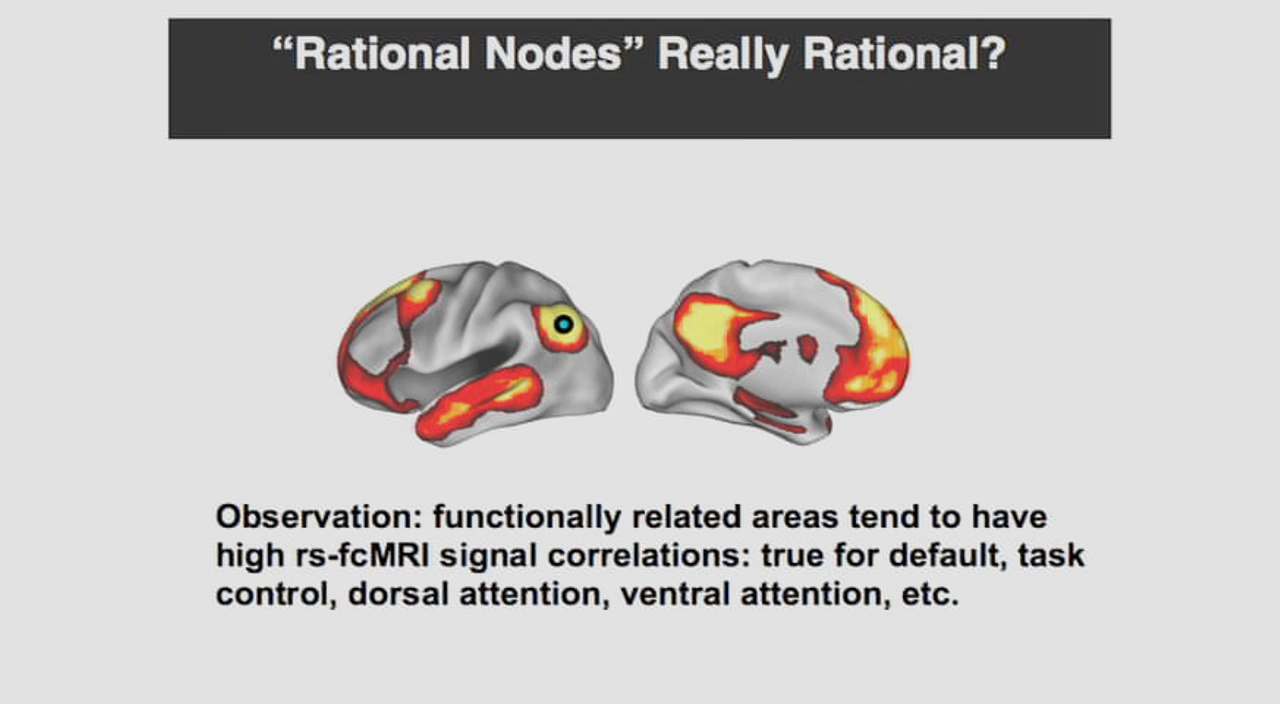 “Rational Nodes” Really Rational?
Observation: functionally related areas tend to have
high rs-fcMRI signal correlations: true for default, task
control, dorsal attention, ventral attention, etc.